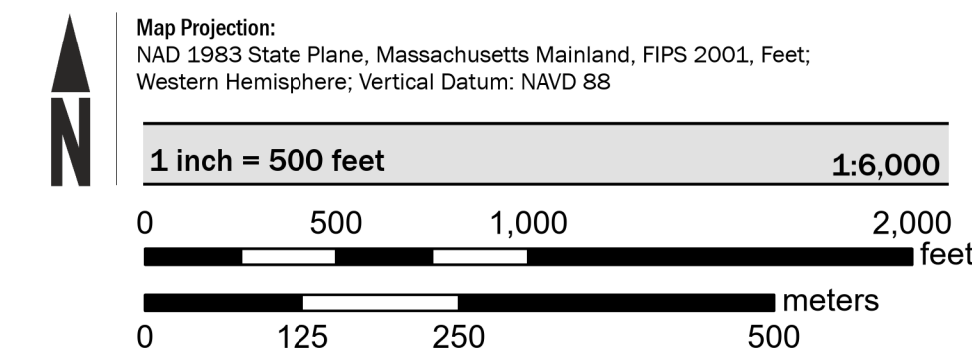 N
Map Projection:
NAD 1983 State Plane, Massachusetts Mainland, FIPS 2001, Feet;
Western Hemisphere; Vertical Datum: NAVD 88
1 inch = 500 feet 1:6,000
0 500 1,000 2,000
feet
meters
0 125 250 500